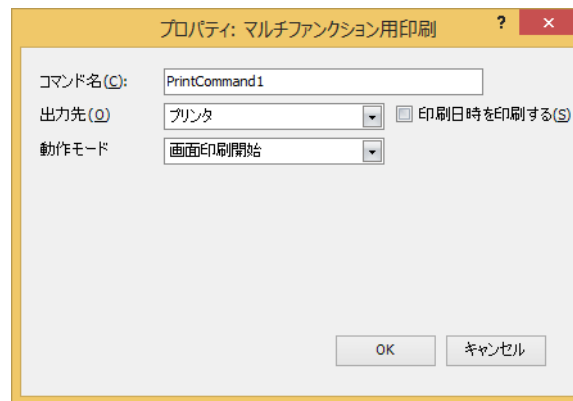 プロパティ: マルチファンクション用印刷 ? ×
コマンド名(C): PrintCommand1
出力先(O) プリンタ 印刷日時を印刷する(S)
動作モード 画面印刷開始
OK キャンセル